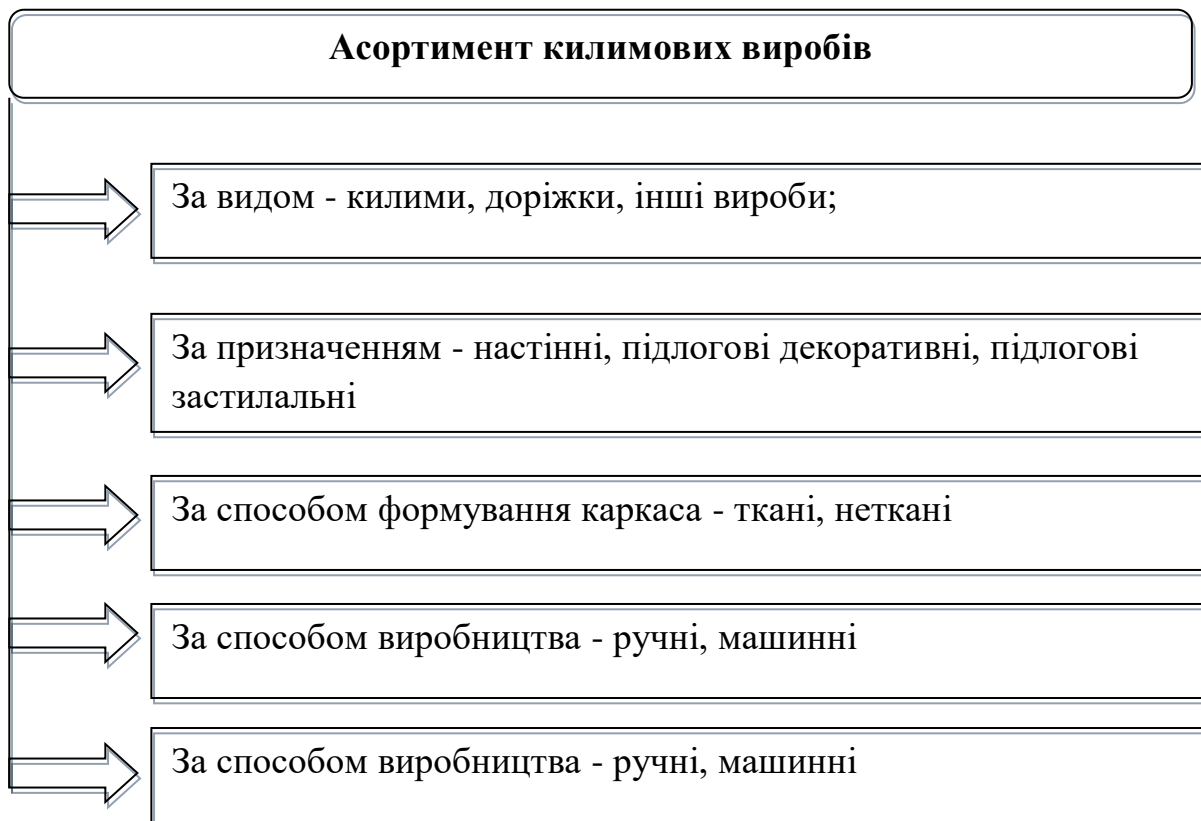 Асортимент килимових виробів
За видом - килими, доріжки, інші вироби;
За призначенням - настінні, підлогові декоративні, підлогові
застилальні
За способом формування каркаса - ткані, неткані
За способом виробництва - ручні, машинні
За способом виробництва - ручні, машинні